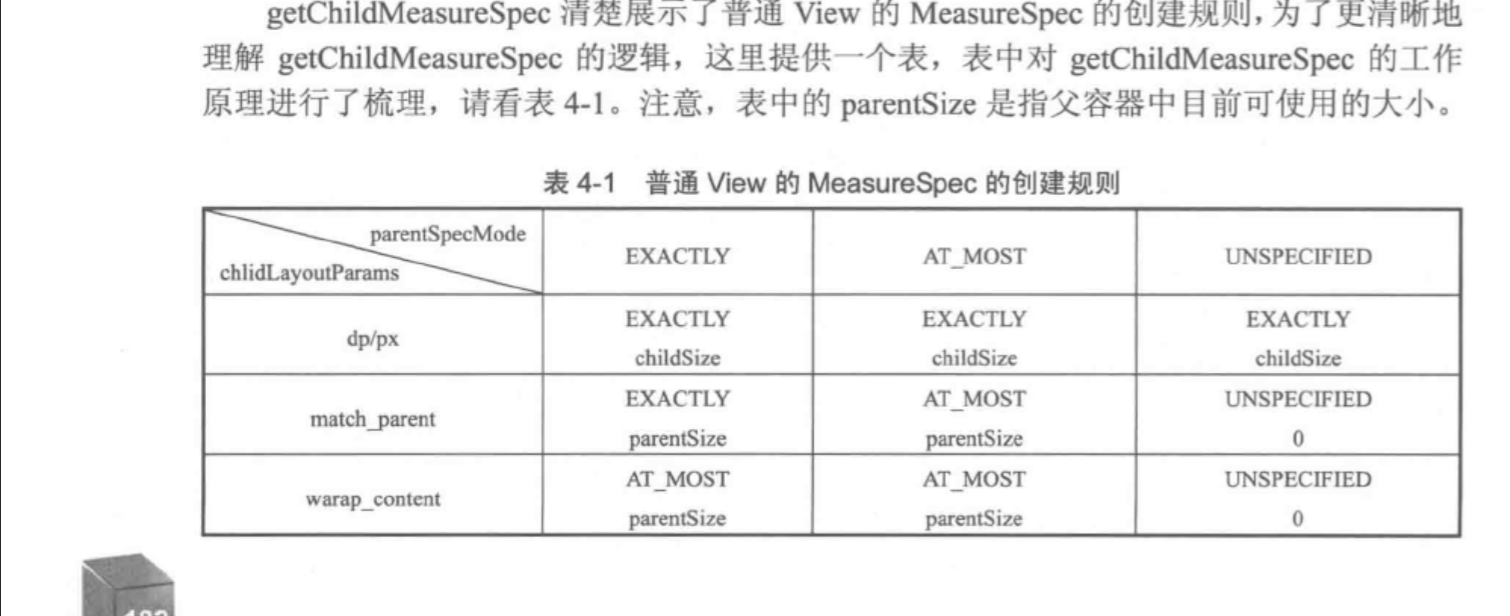 getChildMeasureSpec 清楚展示了普通 View 的 MeasureSpec 的创建规则，为了更清晰地
理解 getChildMeasureSpec 的逻辑，这里提供一个表，表中对 getChildMeasureSpec 的工作
原理进行了梳理，请看表 4-1。注意，表中的 parentSize 是指父容器中目前可使用的大小。
表 4-1 普通 View 的 MeasureSpec 的创建规则
parentSpecMode
chlidLayoutParams
EXACTLY AT_MOST UNSPECIFIED
dp/px
EXACTLY EXACTLY EXACTLY
childSize childSize childSize
match_parent
EXACTLY AT_MOST UNSPECIFIED
parentSize parentSize 0
warap_content
AT_MOST AT_MOST UNSPECIFIED
parentSize parentSize 0